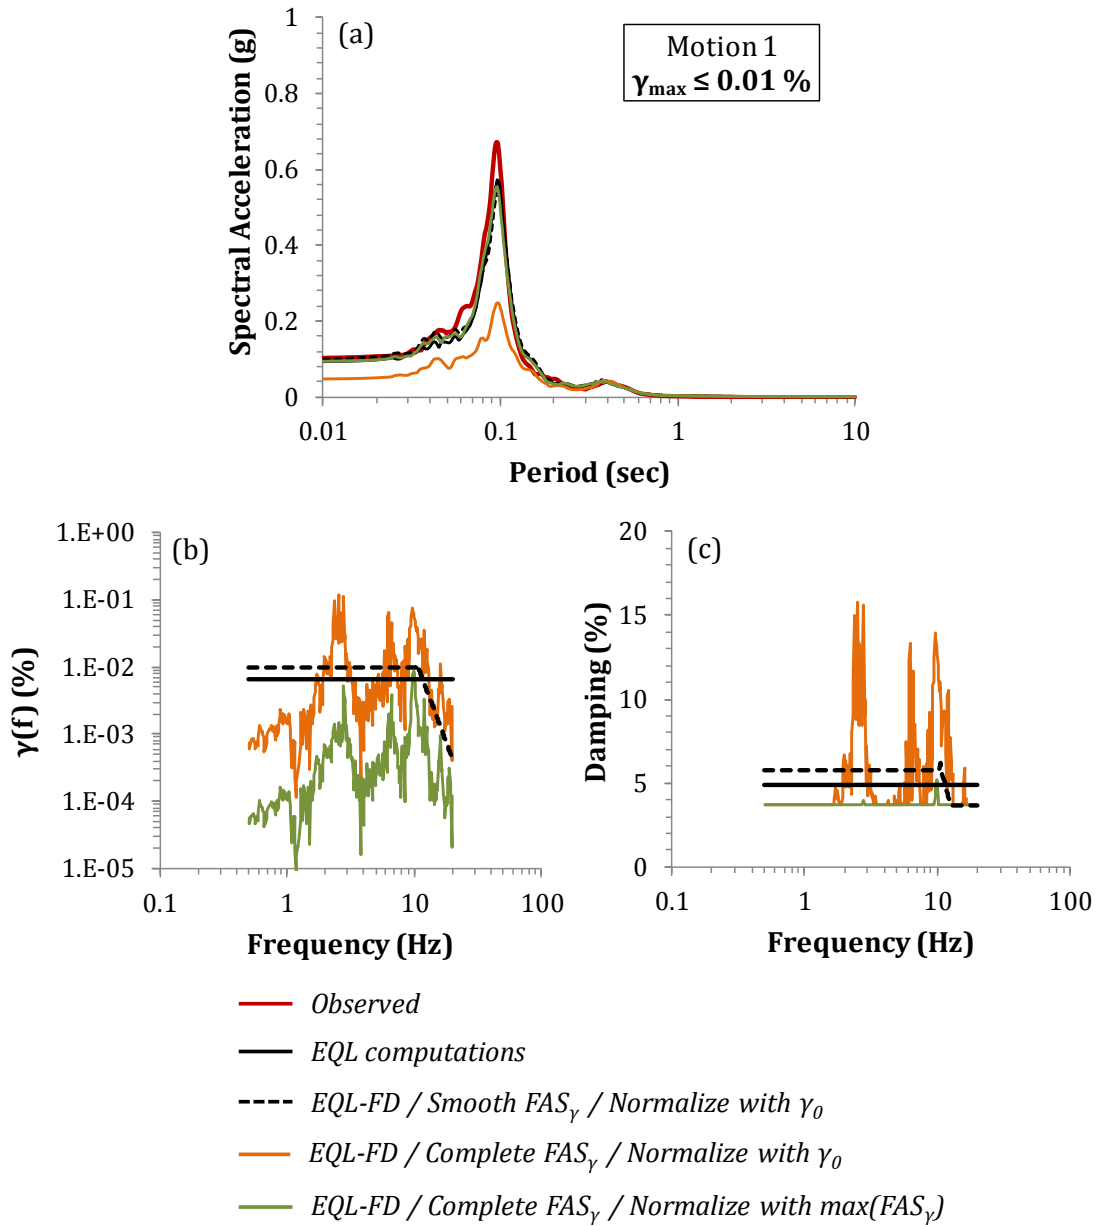 (a)
Motion 1
γmax ≤ 0.01 %
Spectral Acceleration (g)
1
0.8
0.6
0.4
0.2
0
0.01
0.1
1
10
Period (sec)
(b)
γ(f) (%)
1.E+00
1.E-01
1.E-02
1.E-03
1.E-04
1.E-05
0.1
1
10
100
Frequency (Hz)
(c)
Damping (%)
20
15
10
5
0
0.1
1
10
100
Frequency (Hz)
Observed
EQL computations
EQL-FD / Smooth FASγ / Normalize with γ0
EQL-FD / Complete FASγ / Normalize with γ0
EQL-FD / Complete FASγ / Normalize with max(FASγ)